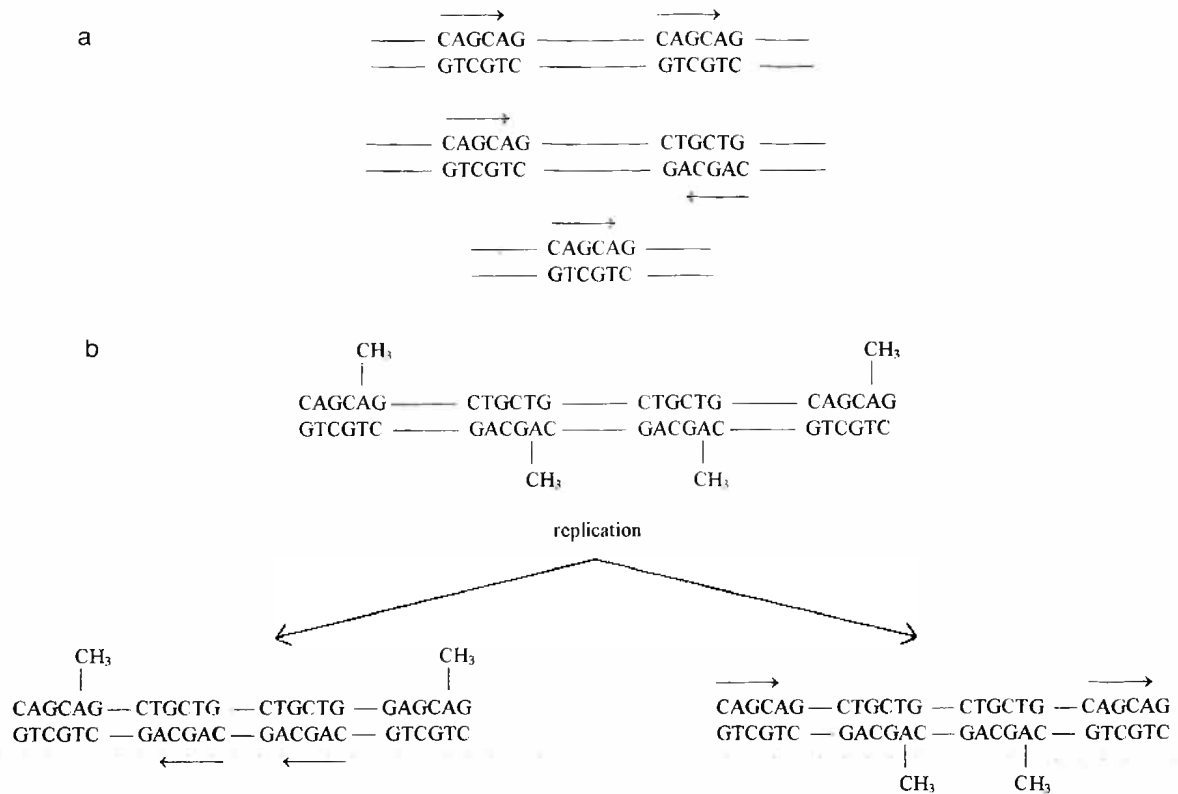 a
CAGCAG CAGCAG
GTCGTC GTCGTC
CAGCAG CTGCTG
GTCGTC GACGAC
CAGCAG
GTCGTC
b
CH₃ CH₃
CAGCAG CTGCTG CTGCTG CAGCAG
GTCGTC GACGAC GACGAC GTCGTC
CH₃ CH₃
replication
CH₃ CH₃
CAGCAG CTGCTG CTGCTG GAGCAG CAGCAG CTGCTG CTGCTG CAGCAG
GTCGTC GACGAC GACGAC GTCGTC GTCGTC GACGAC GACGAC GTCGTC
CH₃ CH₃